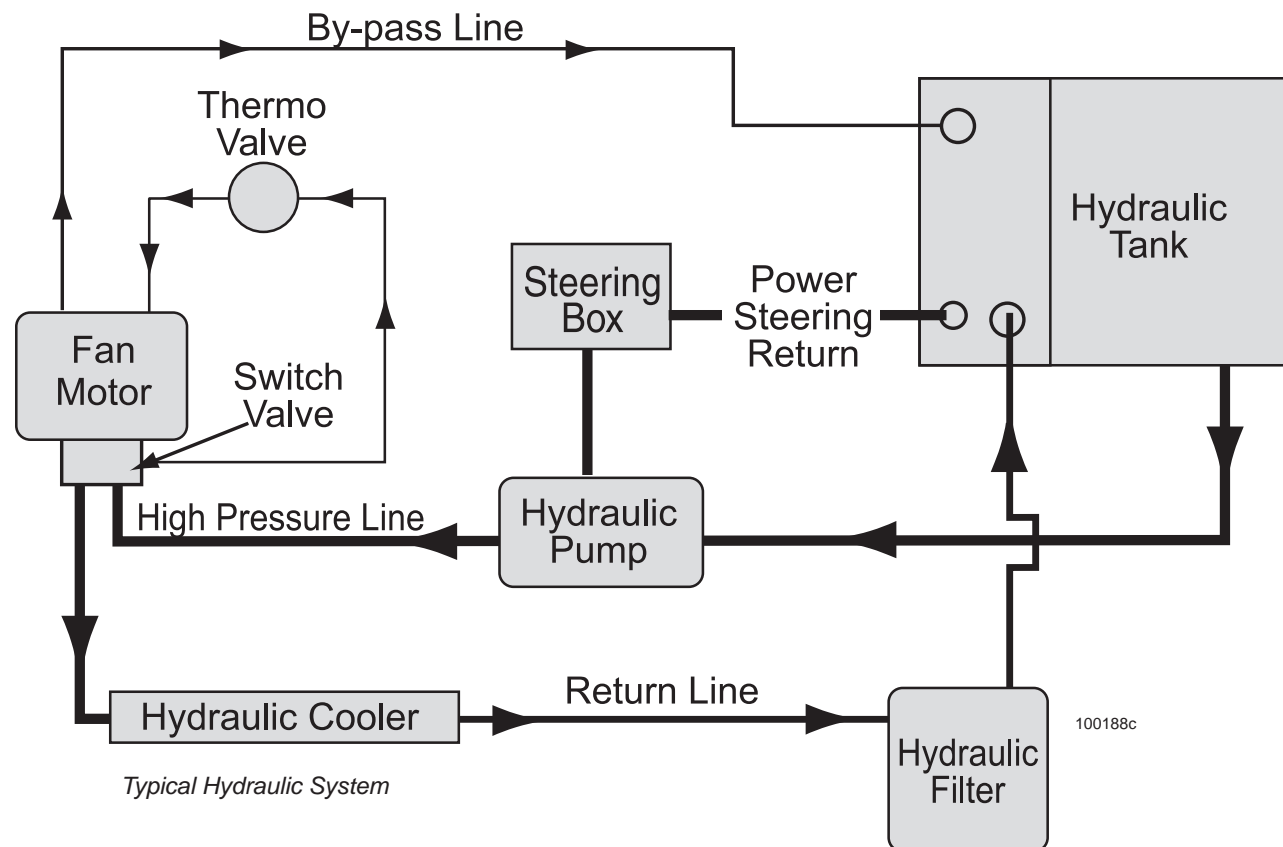 By-pass Line
Thermo
Valve
Hydraulic
Tank
Steering
Box
Power
Steering
Return
Fan
Motor
Switch
Valve
High Pressure Line
Hydraulic
Pump
Hydraulic Cooler
Return Line
Hydraulic
Filter
100188c
Typical Hydraulic System